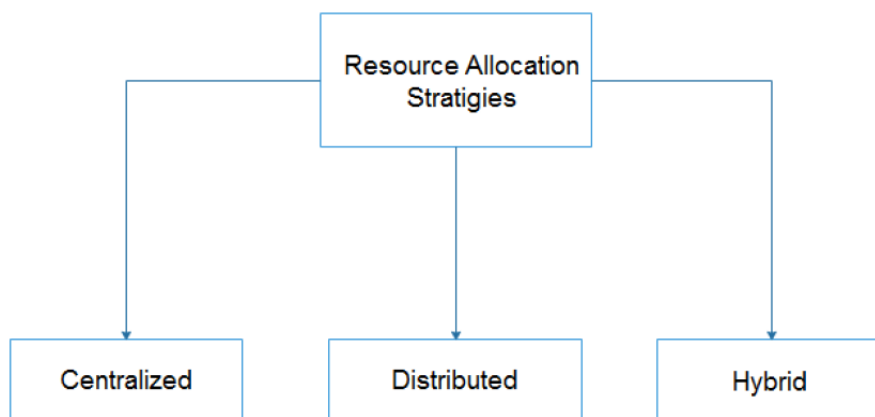 Resource Allocation
Stratigies
Centralized
Distributed
Hybrid